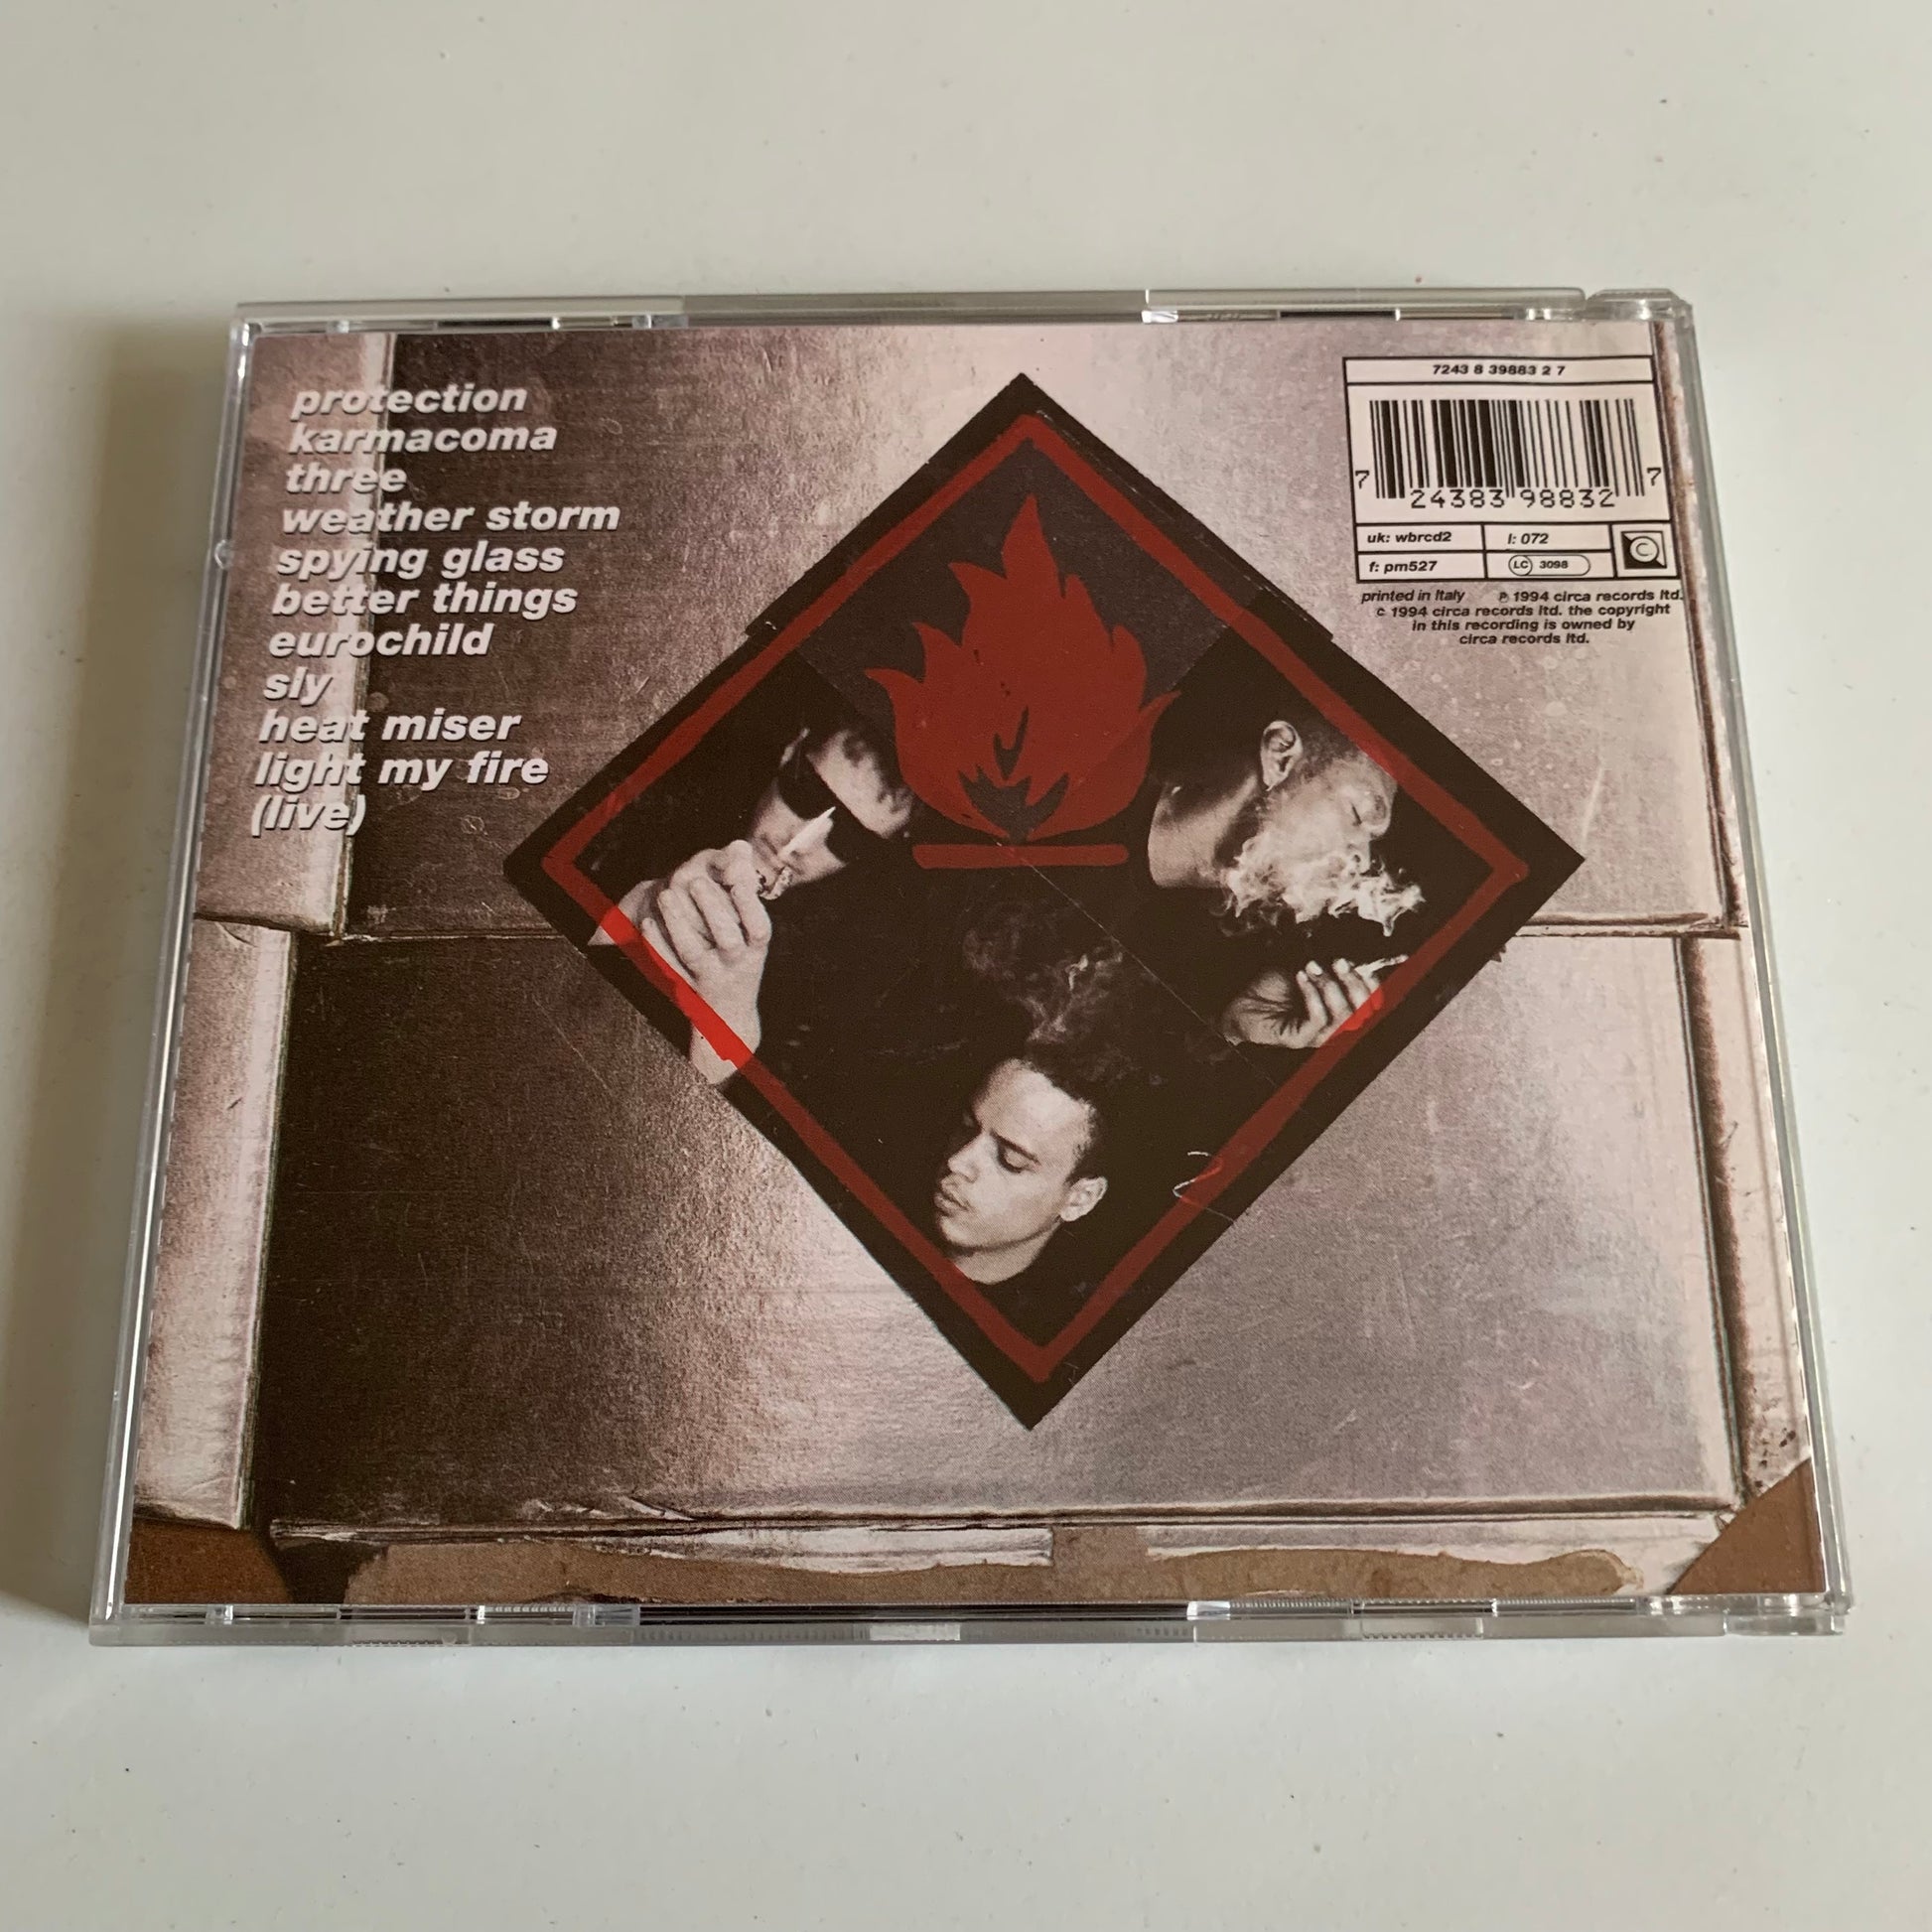 protection
karmacoma
three
weather storm
spying glass
better things
eurochild
sly
heat miser
light my fire
(live)
7243 8 39883 2 7
7 24383 98832 7
uk: wbrcd2
l: 072
f: pm527
LC 3098
C
printed in Italy ℗ 1994 circa records ltd.
© 1994 circa records ltd. the copyright
in this recording is owned by
circa records ltd.